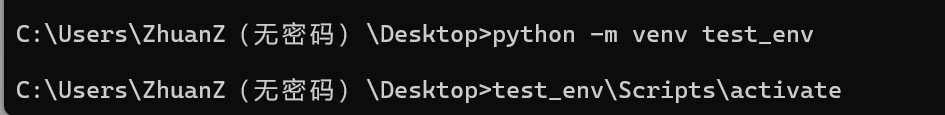 C:\Users\ZhuanZ（无密码）\Desktop>python -m venv test_env
C:\Users\ZhuanZ（无密码）\Desktop>test_env\Scripts\activate